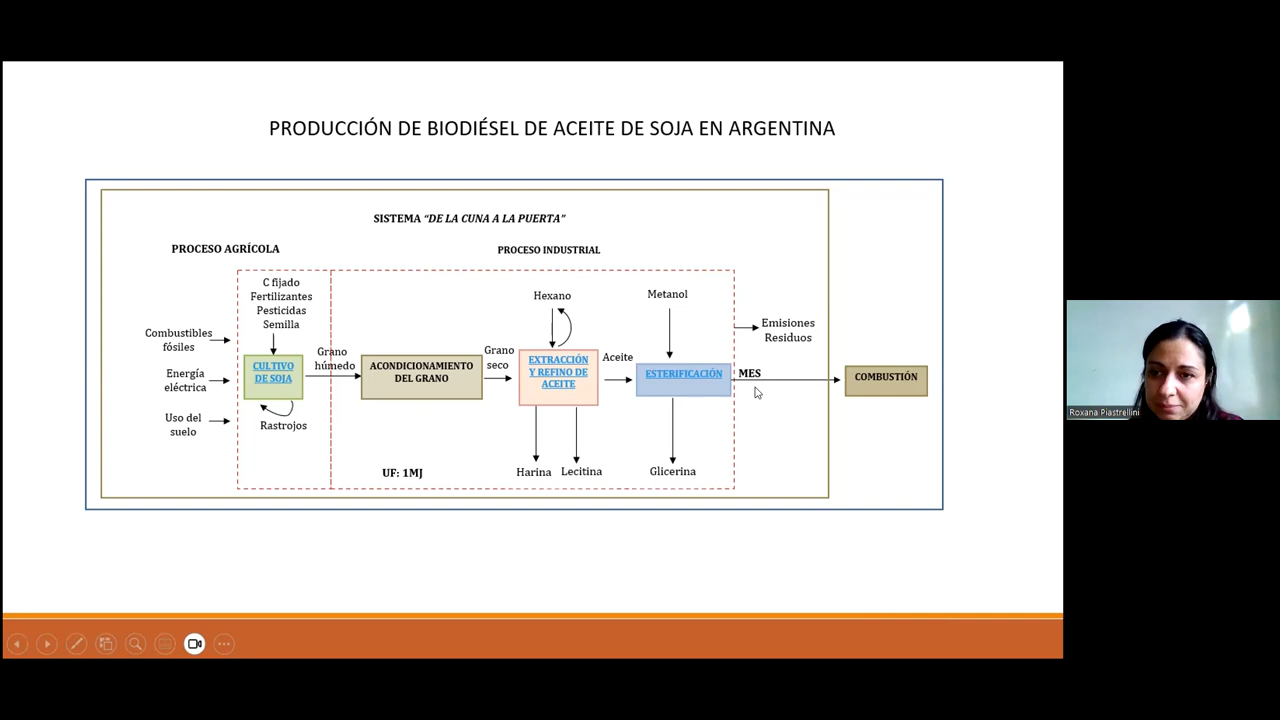 PRODUCCIÓN DE BIODIÉSEL DE ACEITE DE SOJA EN ARGENTINA
SISTEMA “DE LA CUNA A LA PUERTA”
PROCESO AGRÍCOLA
PROCESO INDUSTRIAL
C fijado
Fertilizantes
Pesticidas
Semilla
Combustibles
fósiles
Energía
eléctrica
Uso del
suelo
CULTIVO
DE SOJA
Rastrojos
Grano
húmedo
ACONDICIONAMIENTO
DEL GRANO
Grano
seco
Hexano
EXTRACCIÓN
Y REFINO DE
ACEITE
Harina
Lecitina
Aceite
Metanol
ESTERIFICACIÓN
Glicerina
MES
Emisiones
Residuos
COMBUSTIÓN
UF: 1MJ
Roxana Piastrellini